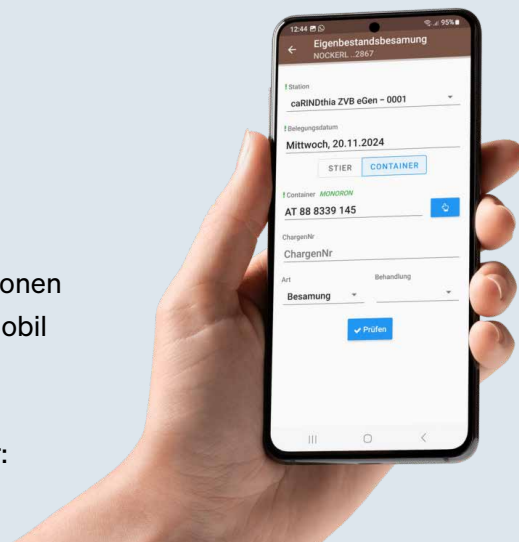 12:44
95%
Eigenbestandsbesamung
NOCKERL ..2867
! Station
caRINDthia ZVB eGen – 0001
! Belegungsdatum
Mittwoch, 20.11.2024
STIER CONTAINER
! Container MONORON
AT 88 8339 145
ChargenNr
ChargenNr
Art Behandlung
Besamung
Prüfen
onen
obil
: